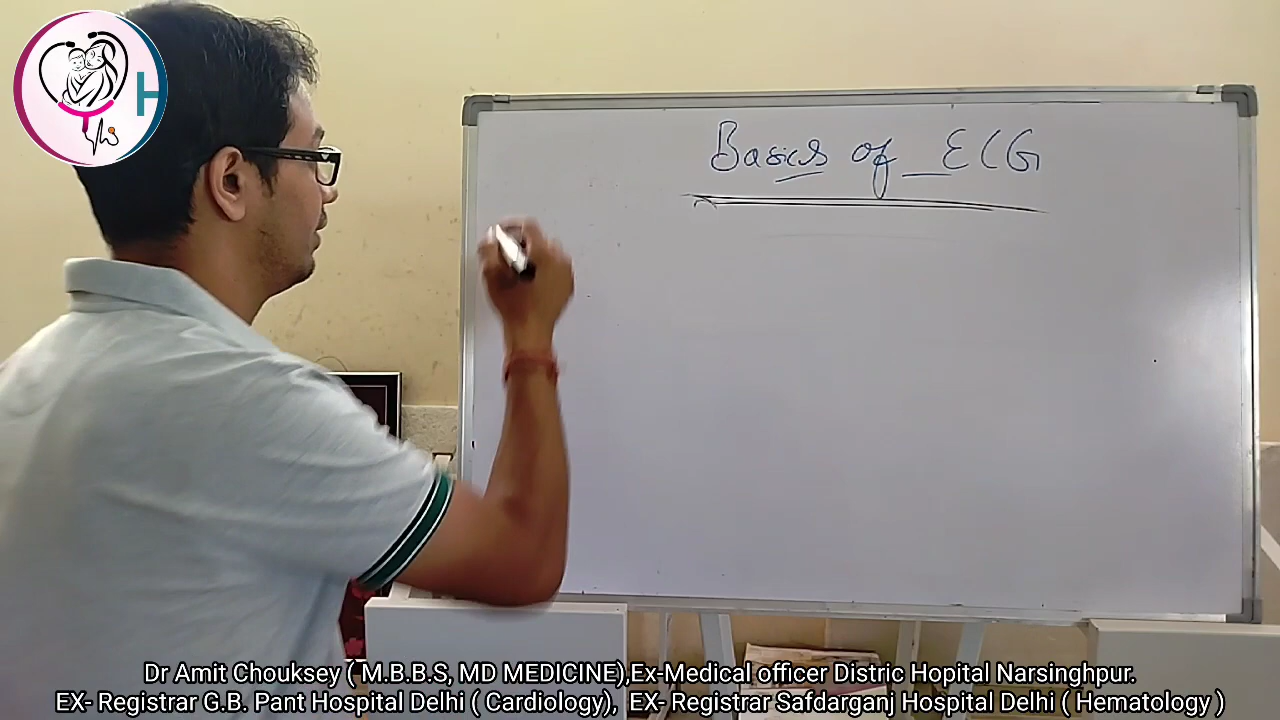 H
Basics of ECG
Dr Amit Chouksey ( M.B.B.S, MD MEDICINE),Ex-Medical officer Distric Hopital Narsinghpur.
EX- Registrar G.B. Pant Hospital Delhi ( Cardiology), EX- Registrar Safdarganj Hospital Delhi ( Hematology )